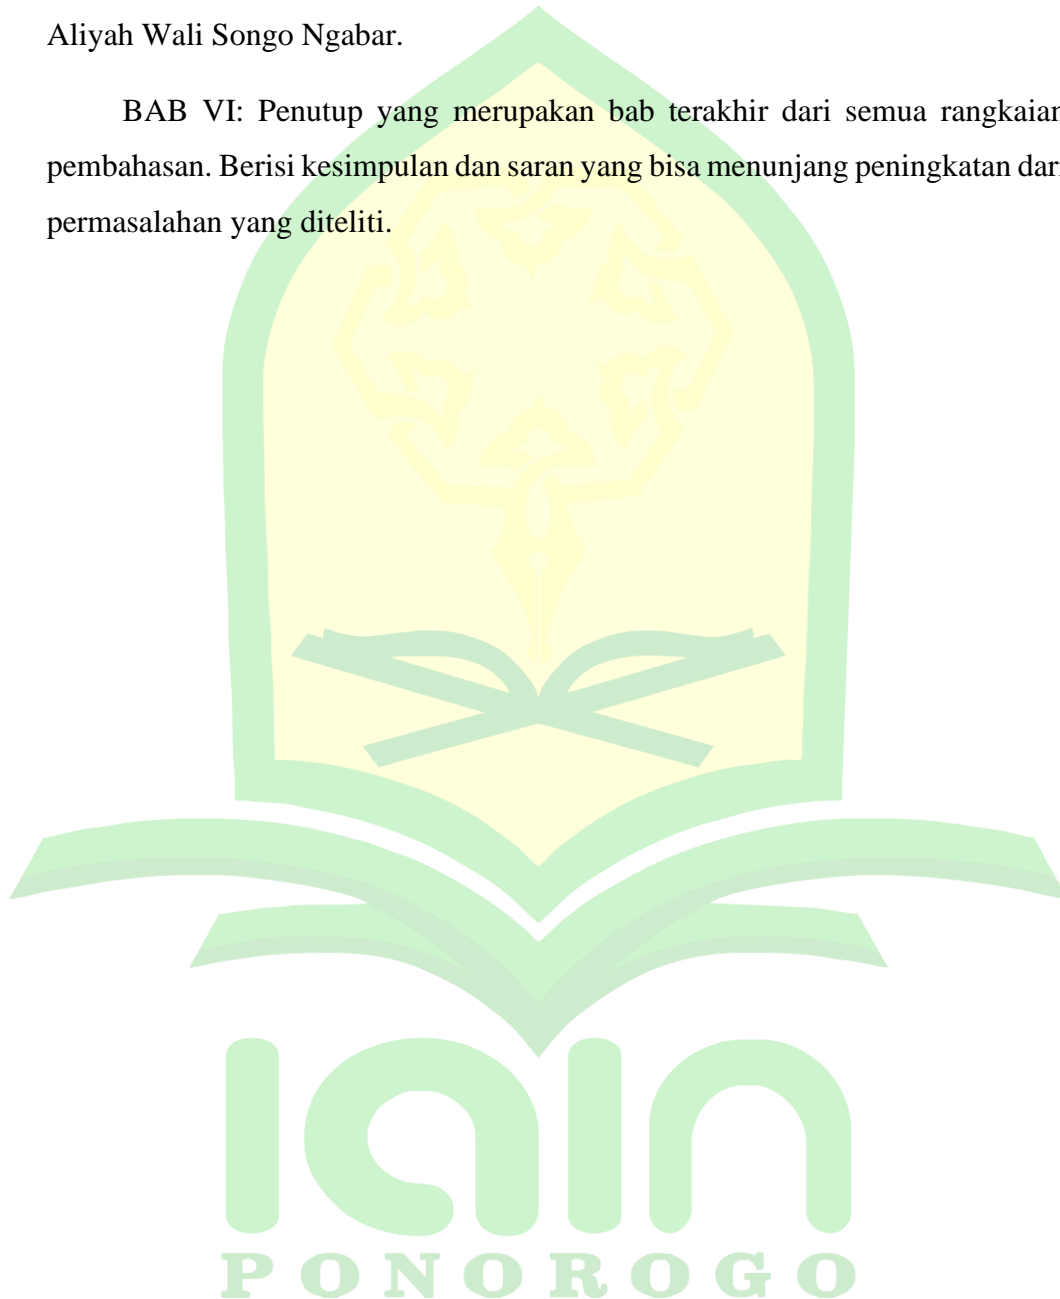 Aliyah Wali Songo Ngabar.
BAB VI: Penutup yang merupakan bab terakhir dari semua rangkaian
pembahasan. Berisi kesimpulan dan saran yang bisa menunjang peningkatan dari
permasalahan yang diteliti.
iain
PONOROGO